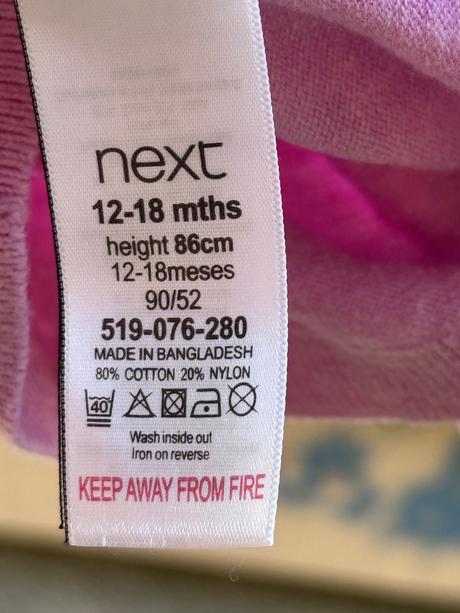 next
12-18 mths
height 86cm
12-18meses
90/52
519-076-280
MADE IN BANGLADESH
80% COTTON 20% NYLON
40
Wash inside out
Iron on reverse
KEEP AWAY FROM FIRE